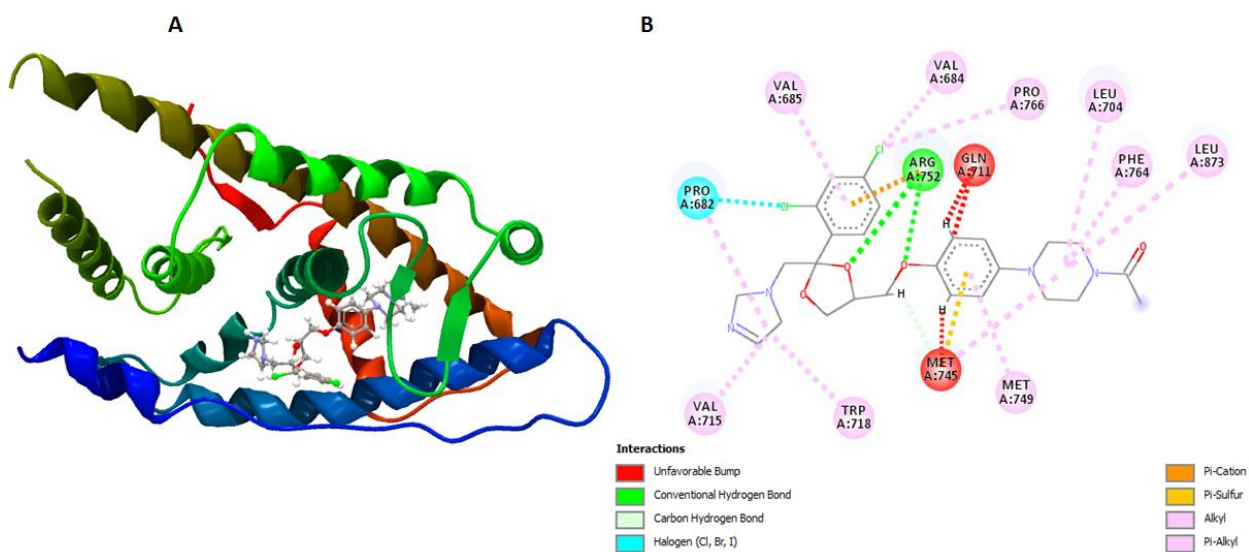 A
B
VAL
A:684
VAL
A:685
PRO
A:766
LEU
A:704
ARG
A:752
GLN
A:711
PHE
A:764
LEU
A:873
PRO
A:682
Cl
Cl
H
O
O
O
O
N
N
N
N
H
H
MET
A:745
MET
A:749
VAL
A:715
TRP
A:718
Interactions
Unfavorable Bump
Conventional Hydrogen Bond
Carbon Hydrogen Bond
Halogen (Cl, Br, I)
Pi-Cation
Pi-Sulfur
Alkyl
Pi-Alkyl